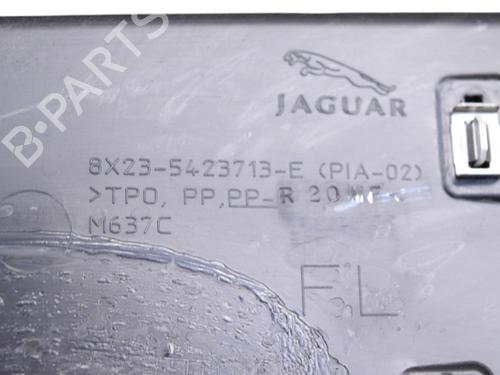 B-PARTS
JAGUAR
8X23-5423713-E (PIA-02)
>TPO, PP, PP-R 20
M637C
FL